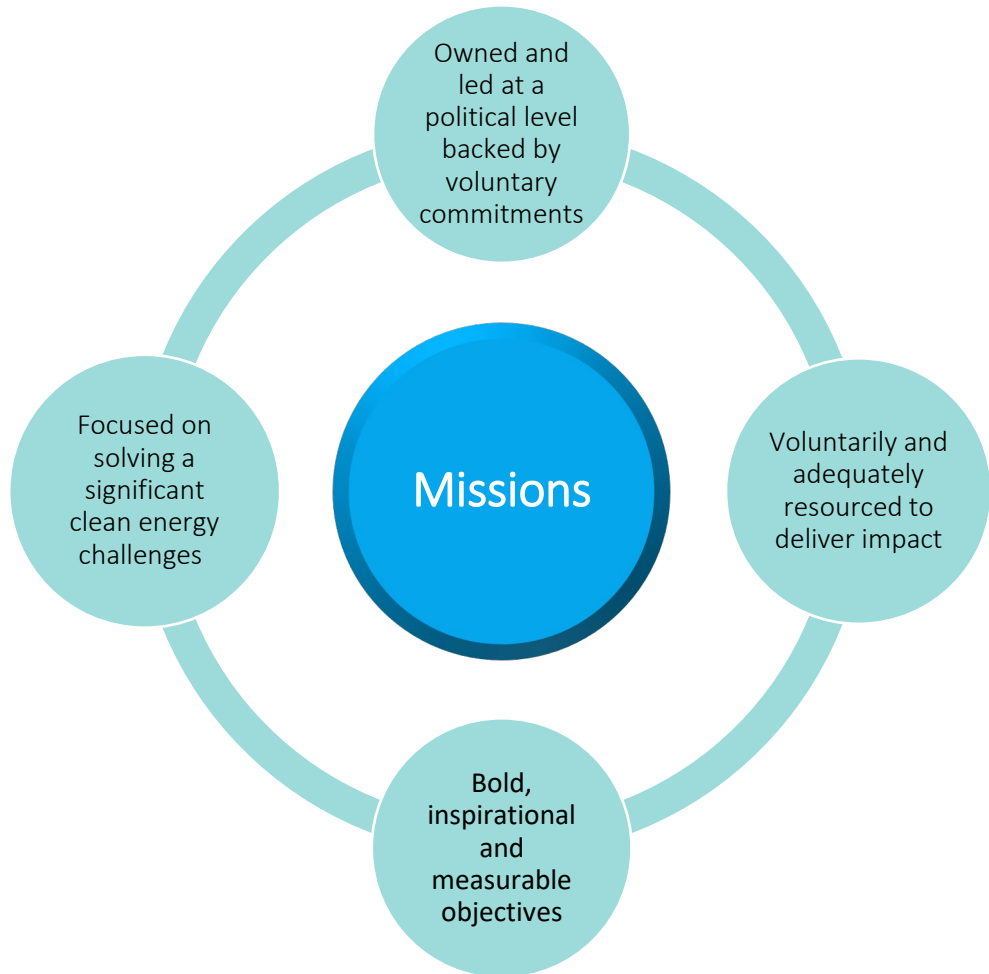 Owned and
led at a
political level
backed by
voluntary
commitments
Focused on
solving a
significant
clean energy
challenges
Missions
Voluntarily and
adequately
resourced to
deliver impact
Bold,
inspirational
and
measurable
objectives